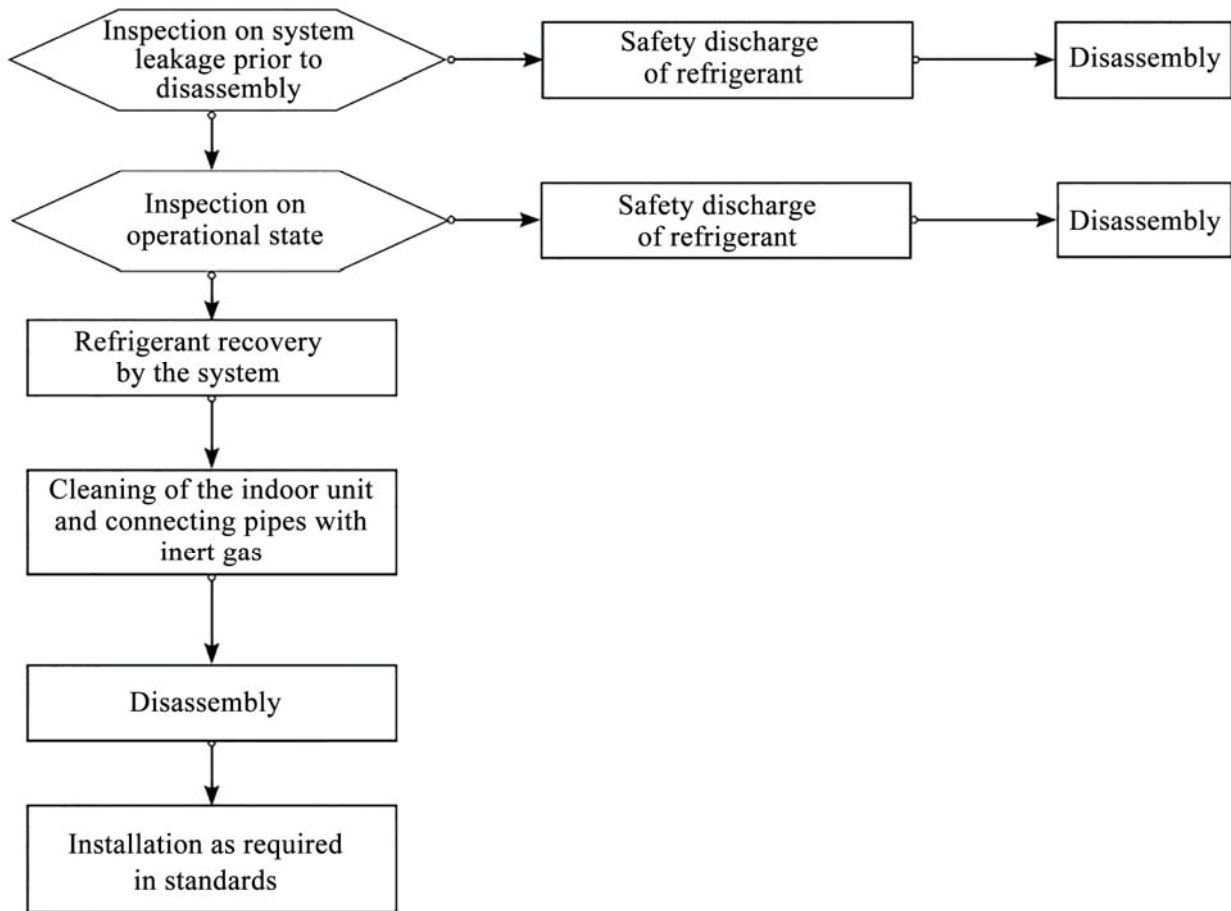 Inspection on system
leakage prior to
disassembly
Safety discharge
of refrigerant
Disassembly
Inspection on
operational state
Safety discharge
of refrigerant
Disassembly
Refrigerant recovery
by the system
Cleaning of the indoor unit
and connecting pipes with
inert gas
Disassembly
Installation as required
in standards